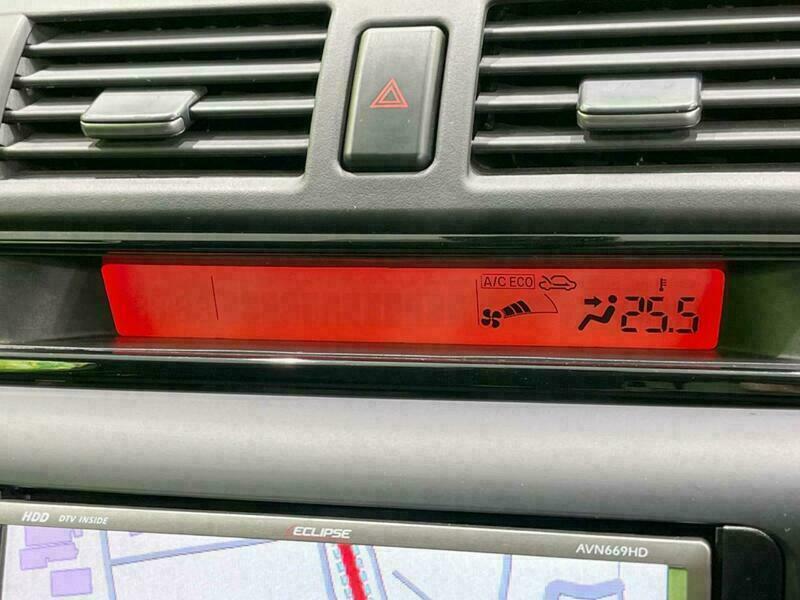 A/C ECO
25.5
HDD DTV INSIDE ECLIPSE
AVN669HD